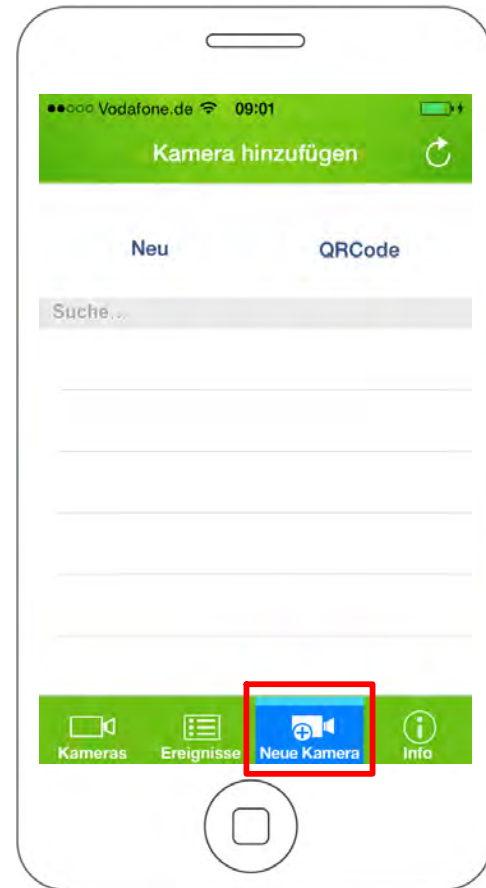 Vodafone.de 09:01
Kamera hinzufügen
Neu QRCode
Suche...
Kameras Ereignisse Neue Kamera Info